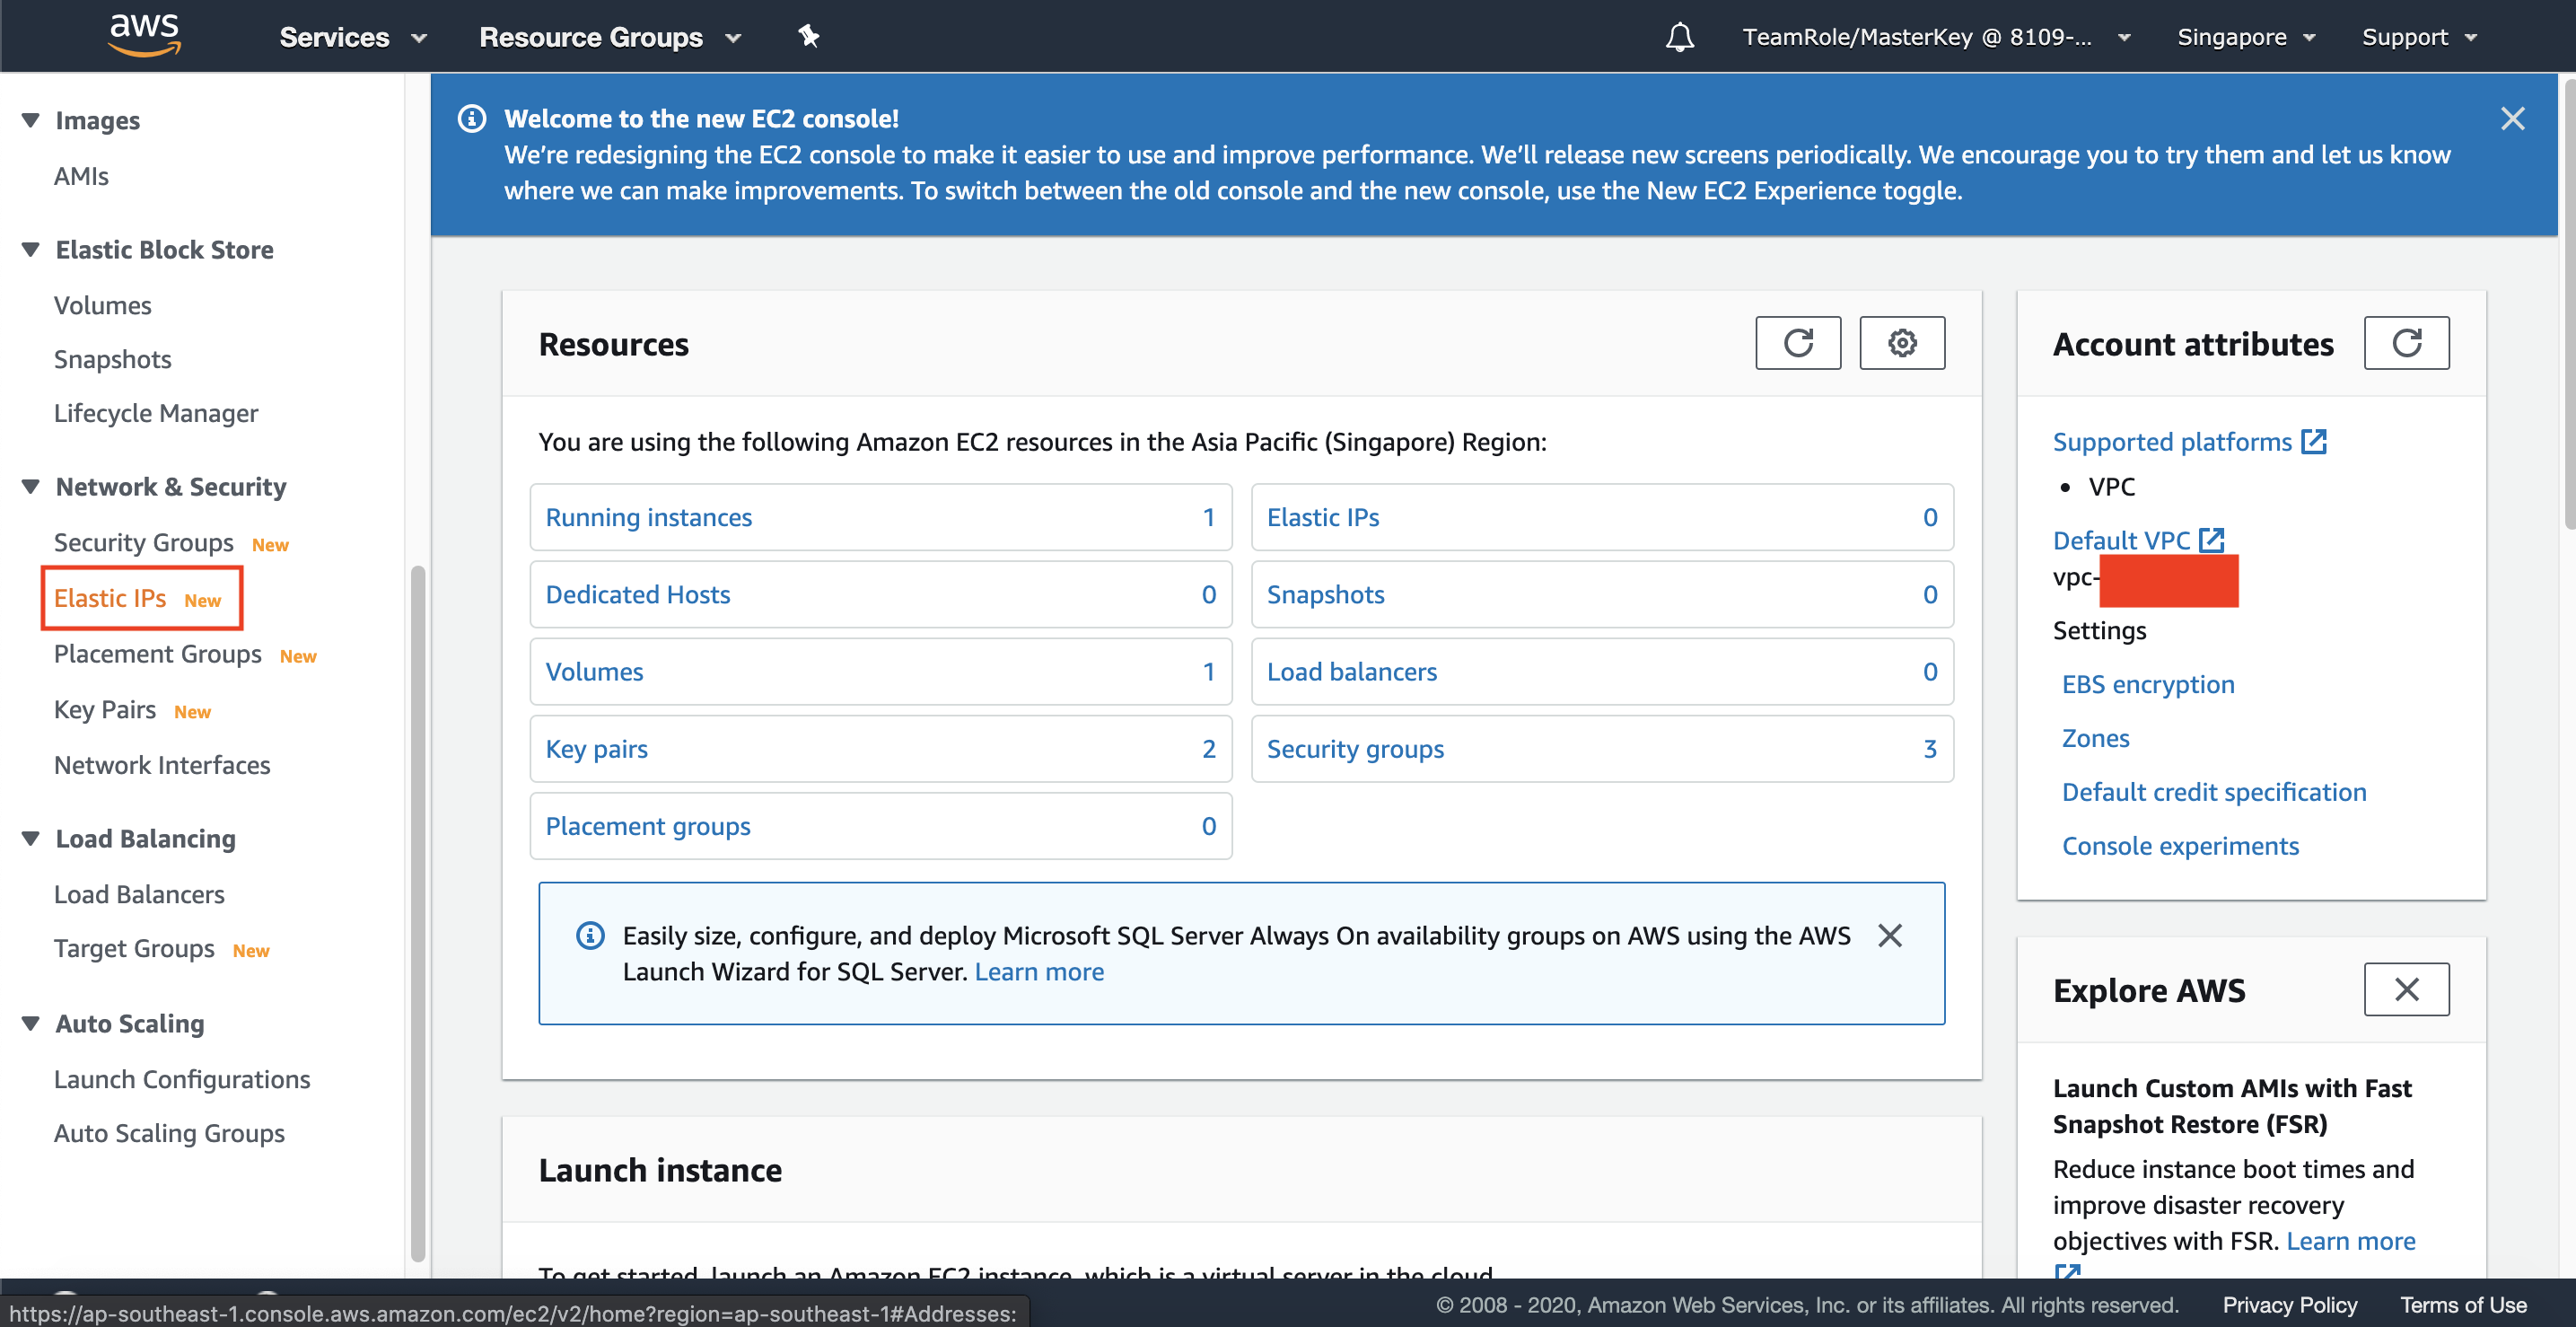 aws
Services
Resource Groups
TeamRole/MasterKey @ 8109-...
Singapore
Support
Images
AMIs
Elastic Block Store
Volumes
Snapshots
Lifecycle Manager
Network & Security
Security Groups New
Elastic IPs New
Placement Groups New
Key Pairs New
Network Interfaces
Load Balancing
Load Balancers
Target Groups New
Auto Scaling
Launch Configurations
Auto Scaling Groups
Welcome to the new EC2 console!
We're redesigning the EC2 console to make it easier to use and improve performance. We'll release new screens periodically. We encourage you to try them and let us know
where we can make improvements. To switch between the old console and the new console, use the New EC2 Experience toggle.
Resources
You are using the following Amazon EC2 resources in the Asia Pacific (Singapore) Region:
Running instances 1
Elastic IPs 0
Dedicated Hosts 0
Snapshots 0
Volumes 1
Load balancers 0
Key pairs 2
Security groups 3
Placement groups 0
Easily size, configure, and deploy Microsoft SQL Server Always On availability groups on AWS using the AWS
Launch Wizard for SQL Server. Learn more
Launch instance
To get started, launch an Amazon EC2 instance, which is a virtual server in the cloud.
Account attributes
Supported platforms
• VPC
Default VPC
vpc-
Settings
EBS encryption
Zones
Default credit specification
Console experiments
Explore AWS
Launch Custom AMIs with Fast
Snapshot Restore (FSR)
Reduce instance boot times and
improve disaster recovery
objectives with FSR. Learn more
https://ap-southeast-1.console.aws.amazon.com/ec2/v2/home?region=ap-southeast-1#Addresses:
© 2008 - 2020, Amazon Web Services, Inc. or its affiliates. All rights reserved.
Privacy Policy
Terms of Use